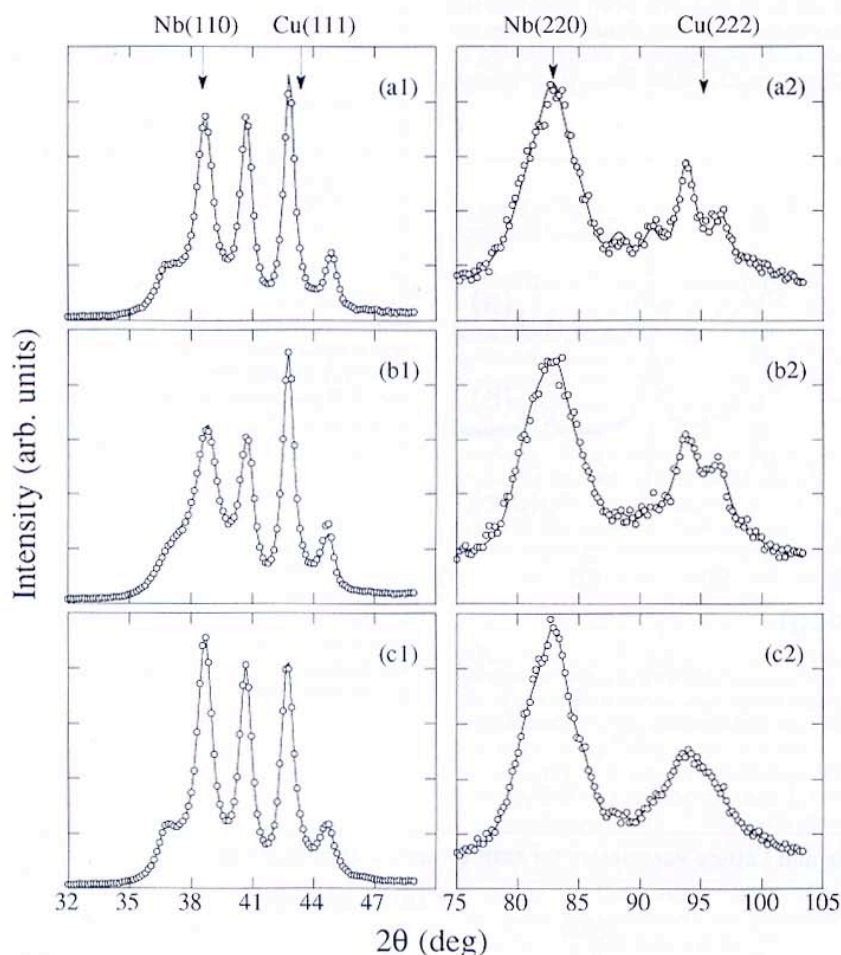 Nb(110) Cu(111) Nb(220) Cu(222)
(a1) (a2)
(b1) (b2)
(c1) (c2)
Intensity (arb. units)
32 35 38 41 44 47 75 80 85 90 95 100 105
2θ (deg)